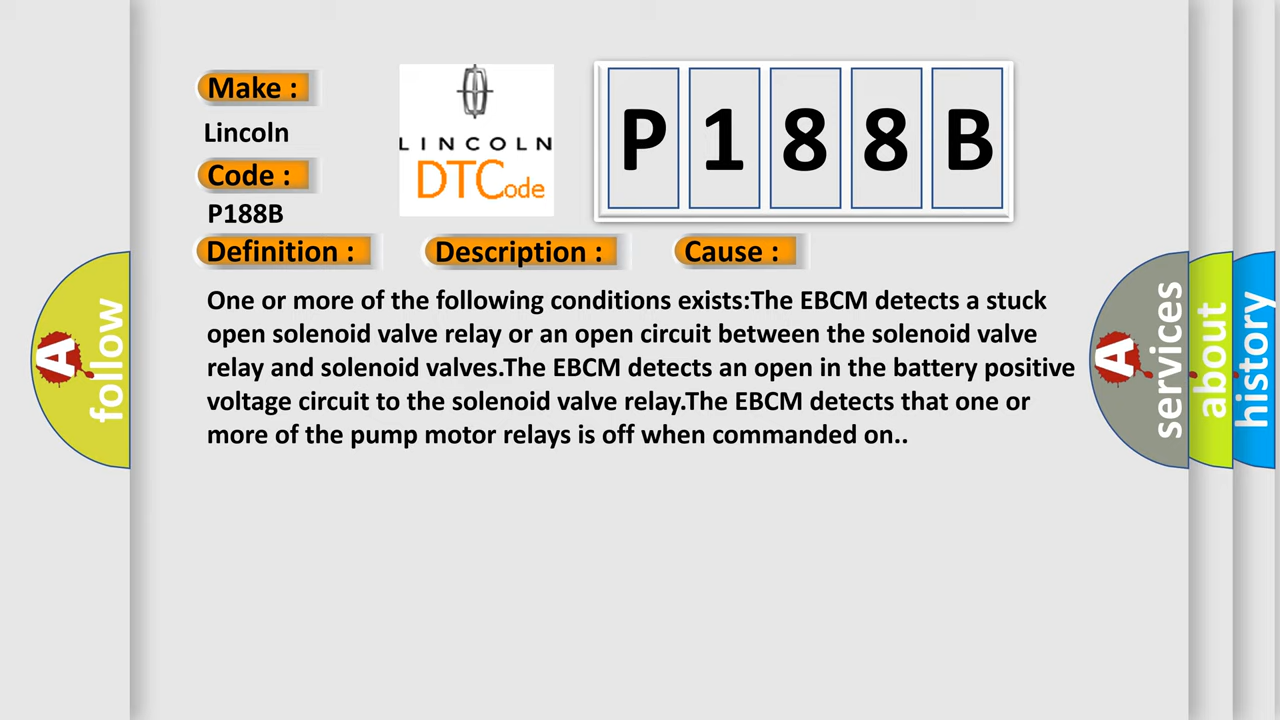 Make :
Lincoln
Code :
P188B
LINCOLN
DTCode
P188B
Definition :
Description :
Cause :
One or more of the following conditions exists:The EBCM detects a stuck
open solenoid valve relay or an open circuit between the solenoid valve
relay and solenoid valves.The EBCM detects an open in the battery positive
voltage circuit to the solenoid valve relay.The EBCM detects that one or
more of the pump motor relays is off when commanded on..
A follow
A services
about
history